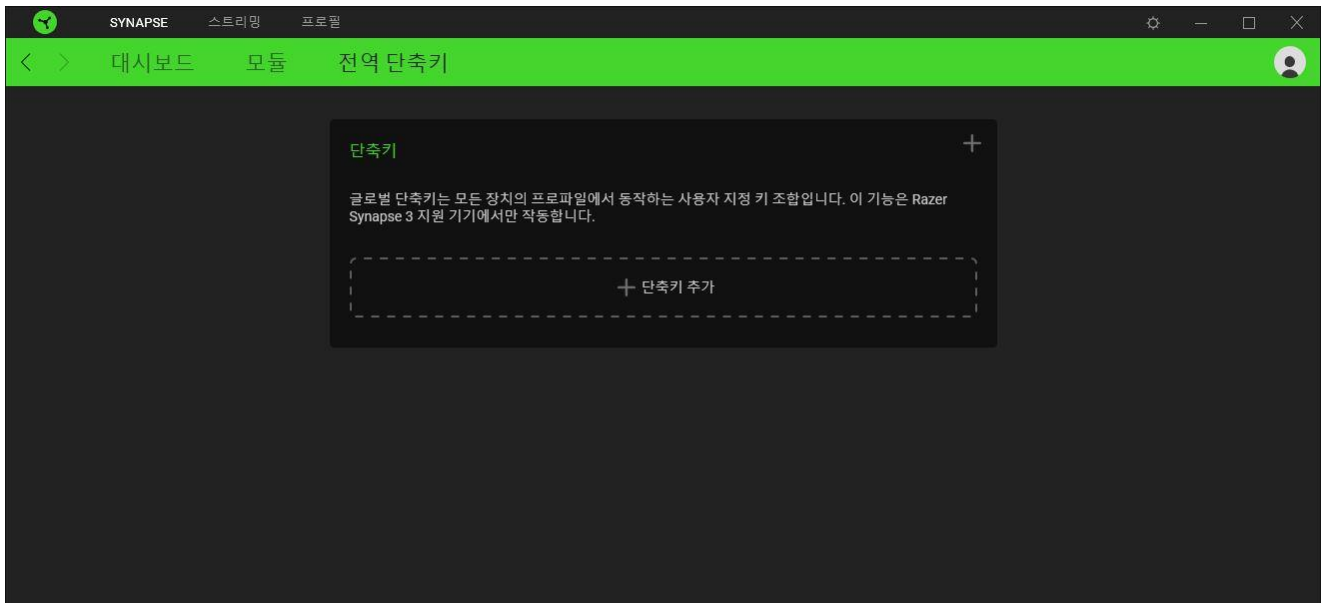 SYNAPSE 스트리밍 프로필
대시보드 모듈 전역 단축키
단축키
글로벌 단축키는 모든 장치의 프로파일에서 동작하는 사용자 지정 키 조합입니다. 이 기능은 Razer
Synapse 3 지원 기기에서만 작동합니다.
단축키 추가